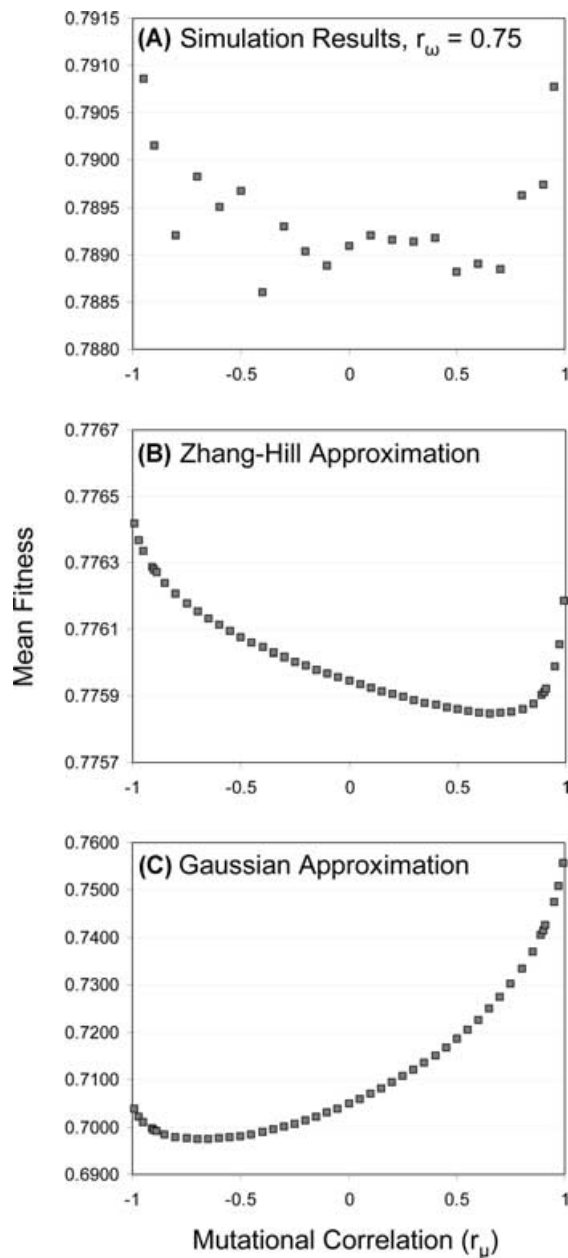 (A) Simulation Results, rω = 0.75
0.7915
0.7910
0.7905
0.7900
0.7895
0.7890
0.7885
0.7880
-1 -0.5 0 0.5 1
(B) Zhang-Hill Approximation
0.7767
0.7765
0.7763
0.7761
0.7759
0.7757
-1 -0.5 0 0.5 1
Mean Fitness
(C) Gaussian Approximation
0.7600
0.7500
0.7400
0.7300
0.7200
0.7100
0.7000
0.6900
-1 -0.5 0 0.5 1
Mutational Correlation (rμ)